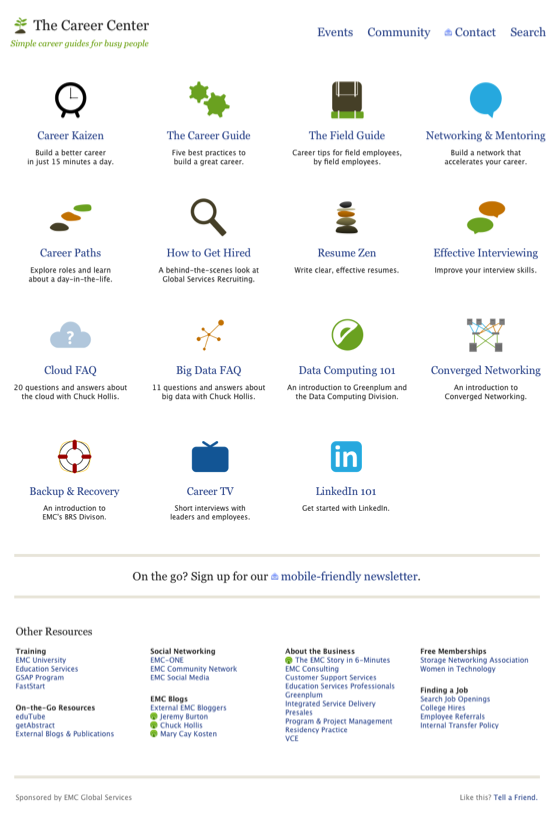 The Career Center
Simple career guides for busy people
Events Community Contact Search
Career Kaizen
Build a better career
in just 15 minutes a day.
The Career Guide
Five best practices to
build a great career.
The Field Guide
Career tips for field employees,
by field employees.
Networking & Mentoring
Build a network that
accelerates your career.
Career Paths
Explore roles and learn
about a day-in-the-life.
How to Get Hired
A behind-the-scenes look at
Global Services Recruiting.
Resume Zen
Write clear, effective resumes.
Effective Interviewing
Improve your interview skills.
?
Cloud FAQ
20 questions and answers about
the cloud with Chuck Hollis.
Big Data FAQ
11 questions and answers about
big data with Chuck Hollis.
Data Computing 101
An introduction to Greenplum and
the Data Computing Division.
Converged Networking
An introduction to
Converged Networking.
Backup & Recovery
An introduction to
EMC's BRS Divison.
Career TV
Short interviews with
leaders and employees.
in
LinkedIn 101
Get started with LinkedIn.
On the go? Sign up for our mobile-friendly newsletter.
Other Resources
Training
EMC University
Education Services
GSAP Program
FastStart
On-the-Go Resources
eduTube
getAbstract
External Blogs & Publications
Social Networking
EMC-ONE
EMC Community Network
EMC Social Media
EMC Blogs
External EMC Bloggers
Jeremy Burton
Chuck Hollis
Mary Cay Kosten
About the Business
The EMC Story in 6-Minutes
EMC Consulting
Customer Support Services
Education Services Professionals
Greenplum
Integrated Service Delivery
Presales
Program & Project Management
Residency Practice
VCE
Free Memberships
Storage Networking Association
Women in Technology
Finding a Job
Search Job Openings
College Hires
Employee Referrals
Internal Transfer Policy
Sponsored by EMC Global Services
Like this? Tell a Friend.